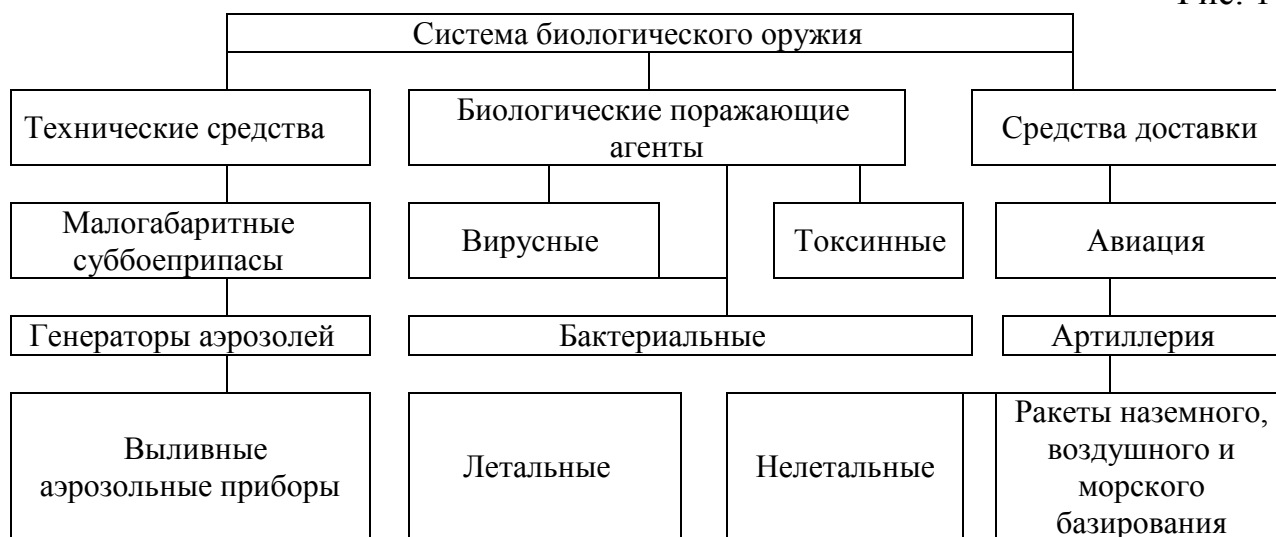 Рис. 1
Система биологического оружия
Технические средства
Биологические поражающие
агенты
Средства доставки
Малогабаритные
суббоеприпасы
Вирусные
Токсинные
Авиация
Генераторы аэрозолей
Бактериальные
Артиллерия
Выливные
аэрозольные приборы
Летальные
Нелетальные
Ракеты наземного,
воздушного и
морского
базирования